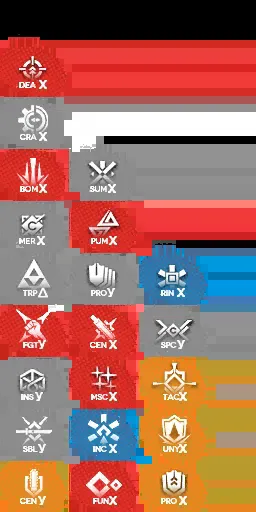 DEA X
CRA X
BOM X SUM X
MER X PUM X
TRP Δ PRO y RIN X
FGT y CEN X SPC y
INS y MSC X TAC X
SBL y INC X UNY X
CEN y FUN X PRO X